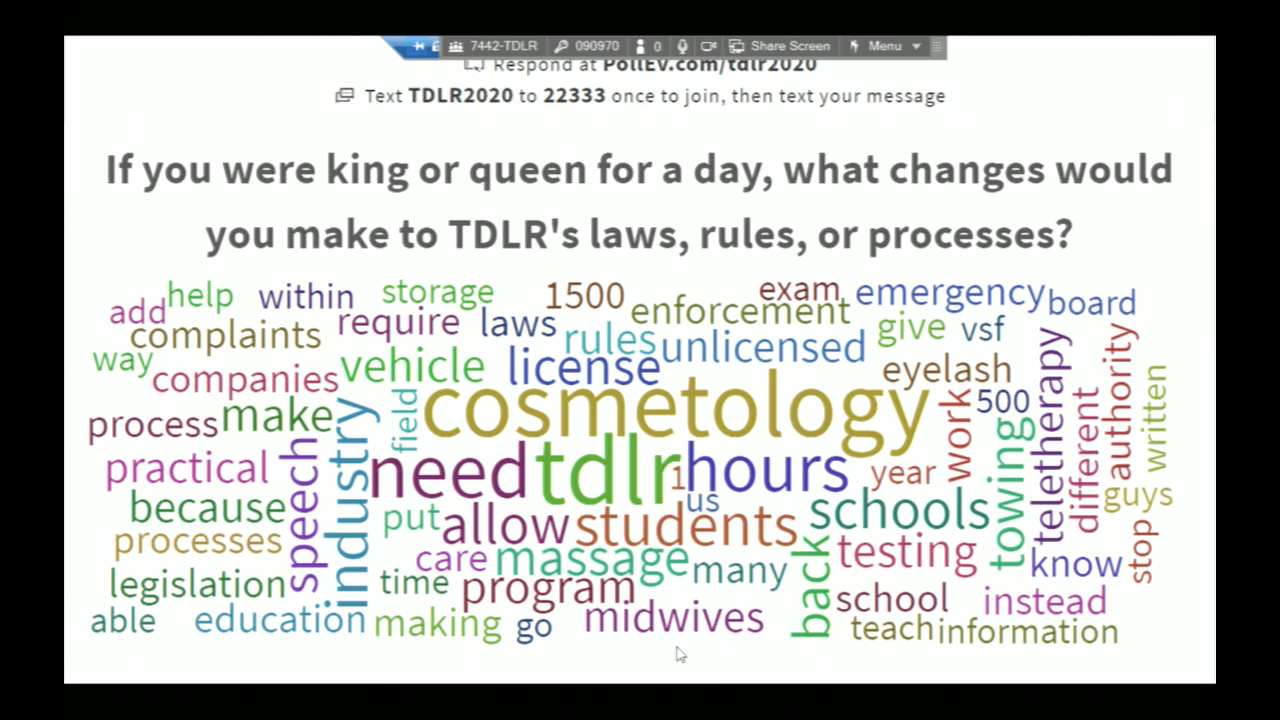 7442-TDLR 090970 0 Share Screen Menu
Respond at PollEv.com/tdlr2020
Text TDLR2020 to 22333 once to join, then text your message
If you were king or queen for a day, what changes would
you make to TDLR's laws, rules, or processes?
add help within storage 1500 exam emergency board
complaints require laws rules enforcement unlicensed give vsf
way companies vehicle license eyelash
process make field cosmetology work 500 teletherapy different authority written
practical speech industry need tdlr 1 hours us year towing guys
because put allow students schools
processes care massage many back testing know stop
legislation time program school instead
able education making go midwives teach information